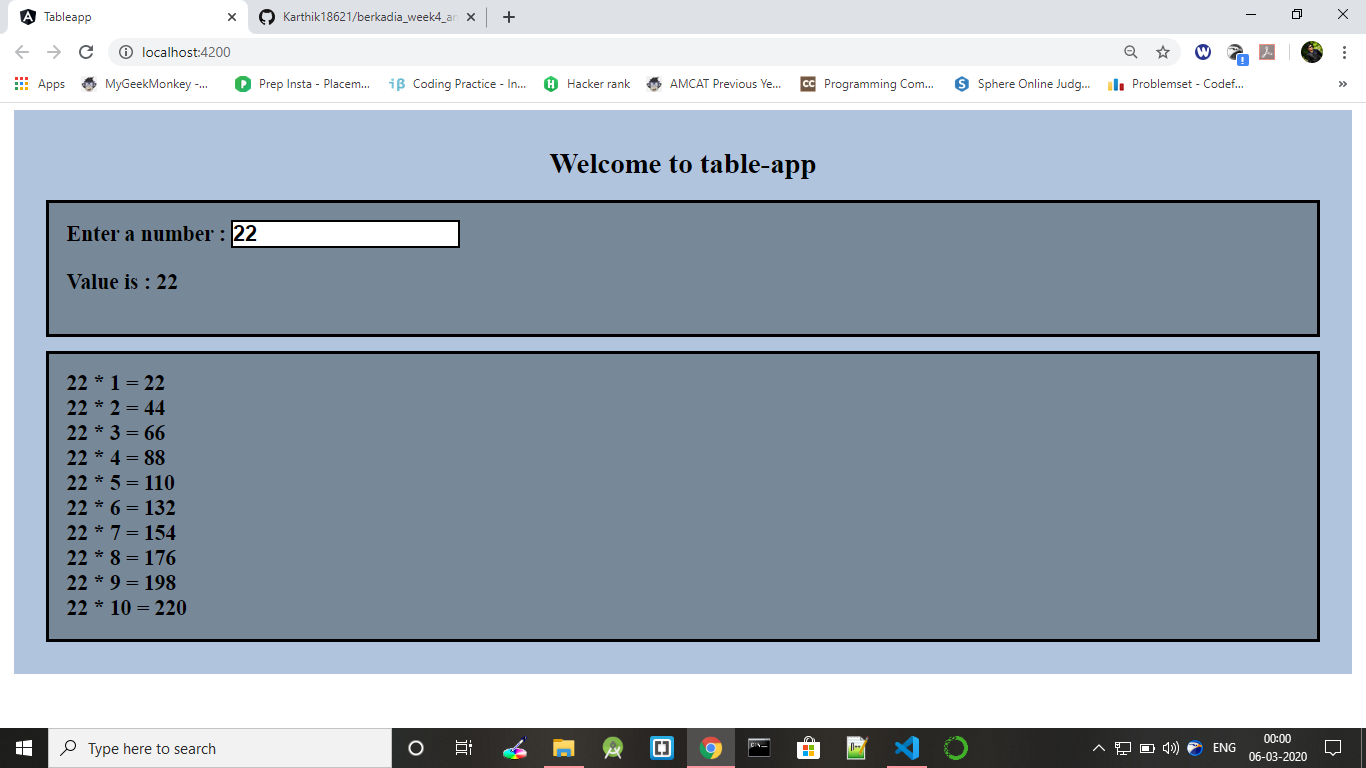 Tableapp
Karthik18621/berkadia_week4_an
localhost:4200
Apps
MyGeekMonkey -...
Prep Insta - Placem...
Coding Practice - In...
Hacker rank
AMCAT Previous Ye...
Programming Com...
Sphere Online Judg...
Problemset - Codef...
Welcome to table-app
Enter a number : 22
Value is : 22
22 * 1 = 22
22 * 2 = 44
22 * 3 = 66
22 * 4 = 88
22 * 5 = 110
22 * 6 = 132
22 * 7 = 154
22 * 8 = 176
22 * 9 = 198
22 * 10 = 220
Type here to search
ENG
00:00
06-03-2020